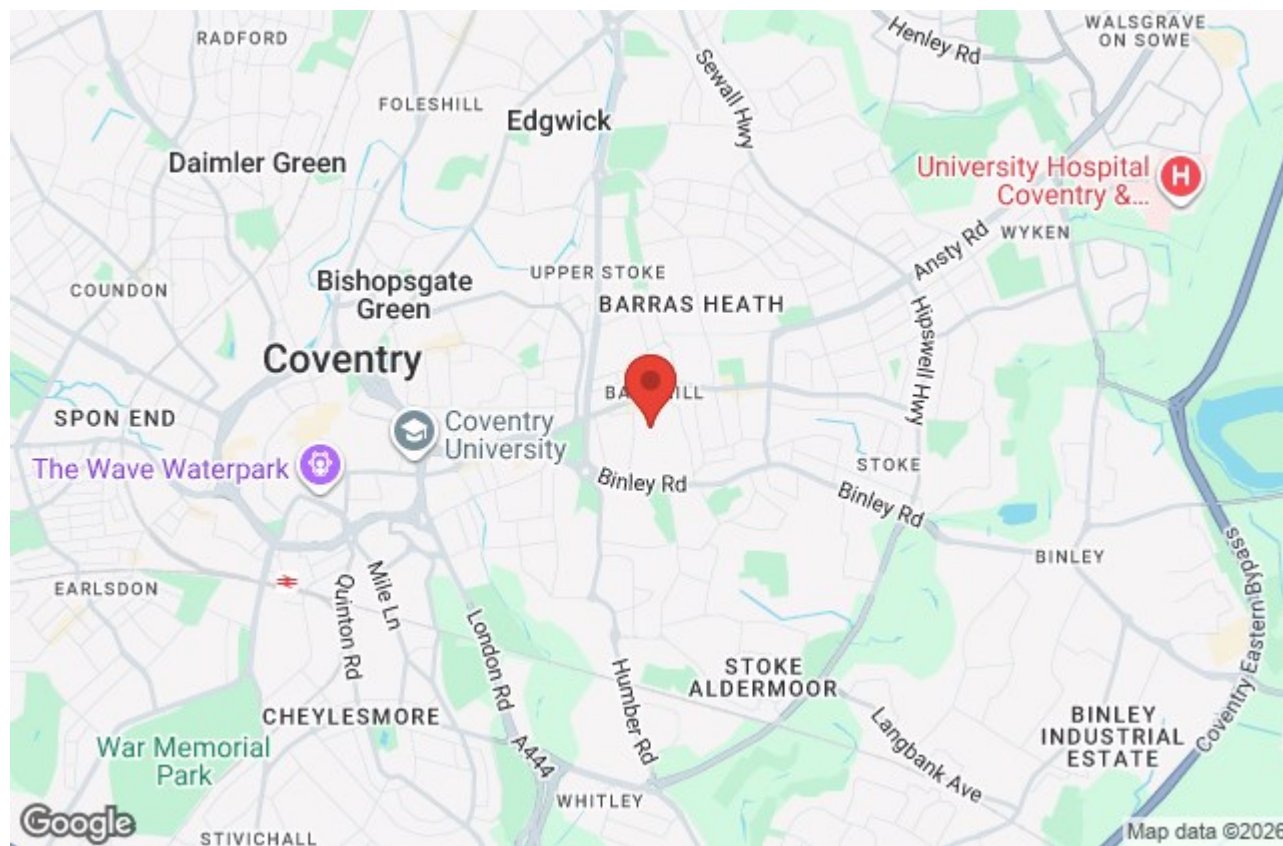 RADFORD
WALSGRAVE
ON SOWE
Henley Rd
Sewall Hwy
FOLESHILL
Edgwick
Daimler Green
University Hospital
Coventry &...
H
WYKEN
Ansty Rd
UPPER STOKE
Bishopsgate
Green
COUNDON
BARRAS HEATH
Hipswell Hwy
Coventry
SPON END
Coventry
University
The Wave Waterpark
Binley Rd
STOKE
Binley Rd
BINLEY
Coventry Eastern Bypass
EARLSDON
Mile Ln
Quinton Rd
London Rd
Humber Rd
STOKE
ALDERMOOR
CHEYLESMORE
Langbank Ave
BINLEY
INDUSTRIAL
ESTATE
War Memorial
Park
A444
WHITLEY
STIVICHALL
Google
Map data ©2026